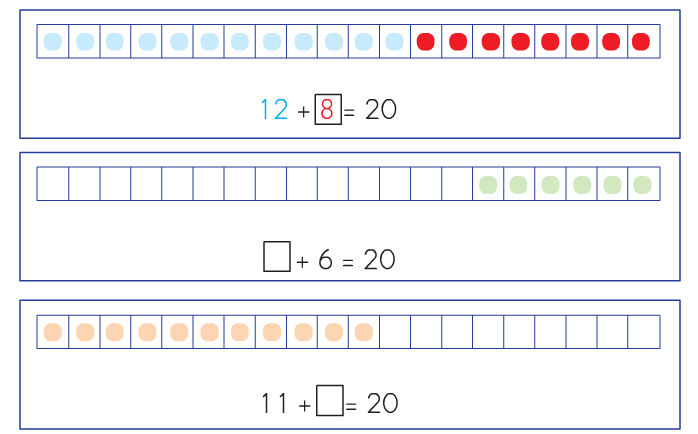 12 + 8 = 20
□ + 6 = 20
11 + □ = 20